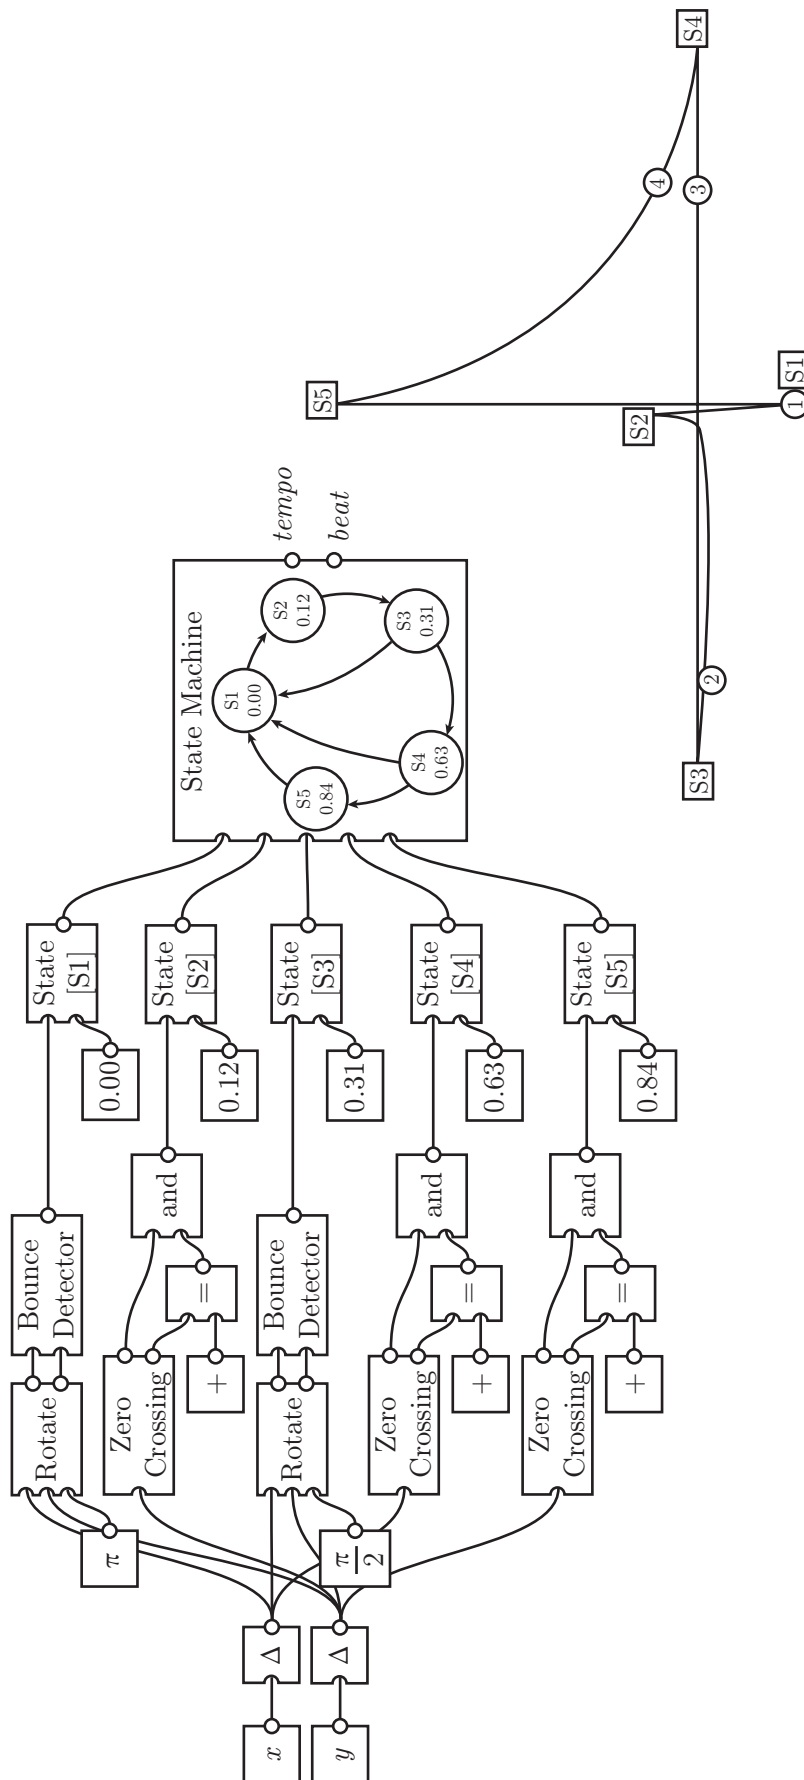 x
Δ
y
Δ
π
π
2
Rotate
Bounce
Detector
State
[S1]
0.00
Zero
Crossing
+
=
and
State
[S2]
0.12
Rotate
Bounce
Detector
State
[S3]
0.31
Zero
Crossing
+
=
and
State
[S4]
0.63
Zero
Crossing
+
=
and
State
[S5]
0.84
State Machine
S1
0.00
S2
0.12
S3
0.31
S4
0.63
S5
0.84
tempo
beat
S5
S4
4
3
S2
S1
1
S3
2